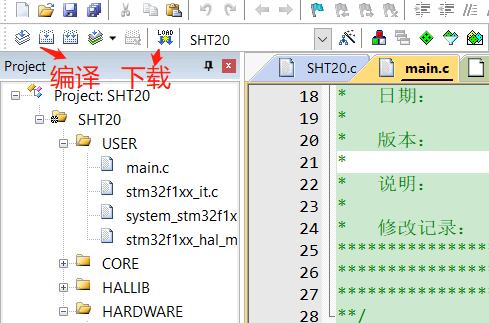 LOAD
SHT20
编译 下载
Project
SHT20.c
main.c
Project: SHT20
SHT20
USER
main.c
stm32f1xx_it.c
system_stm32f1x
stm32f1xx_hal_m
CORE
HALLIB
HARDWARE
18 * 日期:
19 *
20 * 版本:
21 *
22 * 说明:
23 *
24 * 修改记录:
25 ***************
26 ***************
27 ***************
28 **/